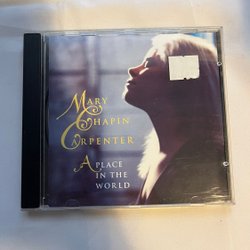 MARY
CHAPIN
CARPENTER
A PLACE
IN THE
WORLD